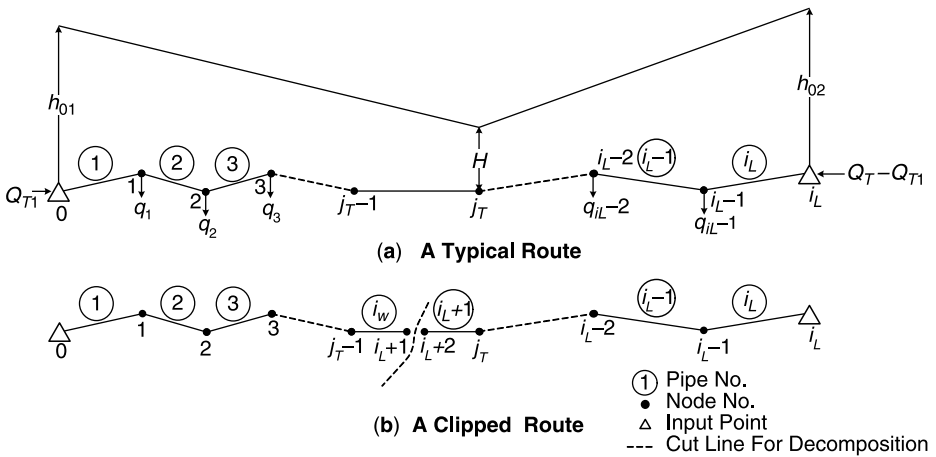 h₀₁
h₀₂
1 2 3 H i_L−2 i_L−1 i_L
Q_T1 Q_T−Q_T1
0 1 q₁ 2 q₂ 3 q₃ j_T−1 j_T q_iL−2 i_L−1 q_iL−1 i_L
(a) A Typical Route
1 2 3 i_w i_L+1 i_L−1 i_L
0 1 2 3 j_T−1 i_L+1 i_L+2 j_T i_L−2 i_L−1 i_L
1 Pipe No.
Node No.
(b) A Clipped Route
Input Point
Cut Line For Decomposition